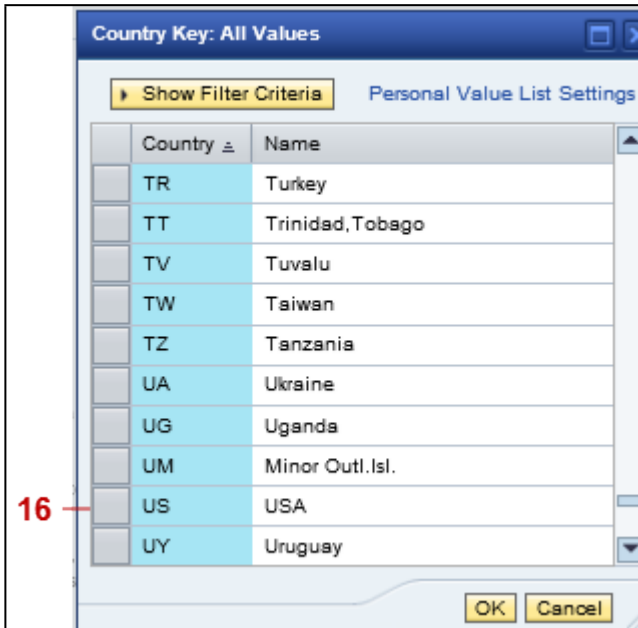 Country Key: All Values
Show Filter Criteria Personal Value List Settings
Country Name
TR Turkey
TT Trinidad,Tobago
TV Tuvalu
TW Taiwan
TZ Tanzania
UA Ukraine
UG Uganda
UM Minor Outl.Isl.
16 US USA
UY Uruguay
OK Cancel